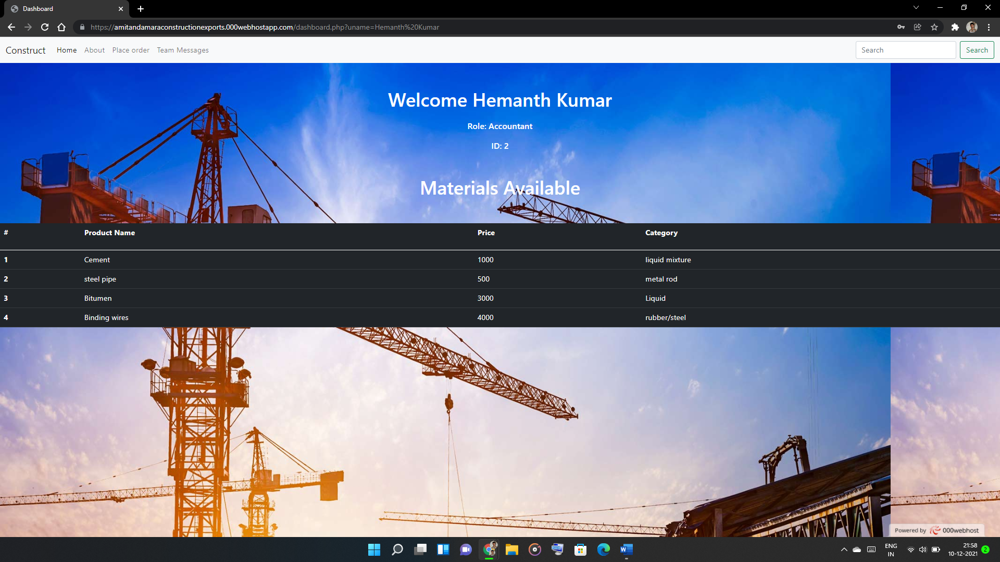 Dashboard
https://amitandamaraconstructionexports.000webhostapp.com/dashboard.php?uname=Hemanth%20Kumar
Construct Home About Place order Team Messages Search Search
Welcome Hemanth Kumar
Role: Accountant
ID: 2
Materials Available
# Product Name Price Category
1 Cement 1000 liquid mixture
2 steel pipe 500 metal rod
3 Bitumen 3000 Liquid
4 Binding wires 4000 rubber/steel
Powered by 000webhost
ENG 21:58
IN 10-12-2021 2